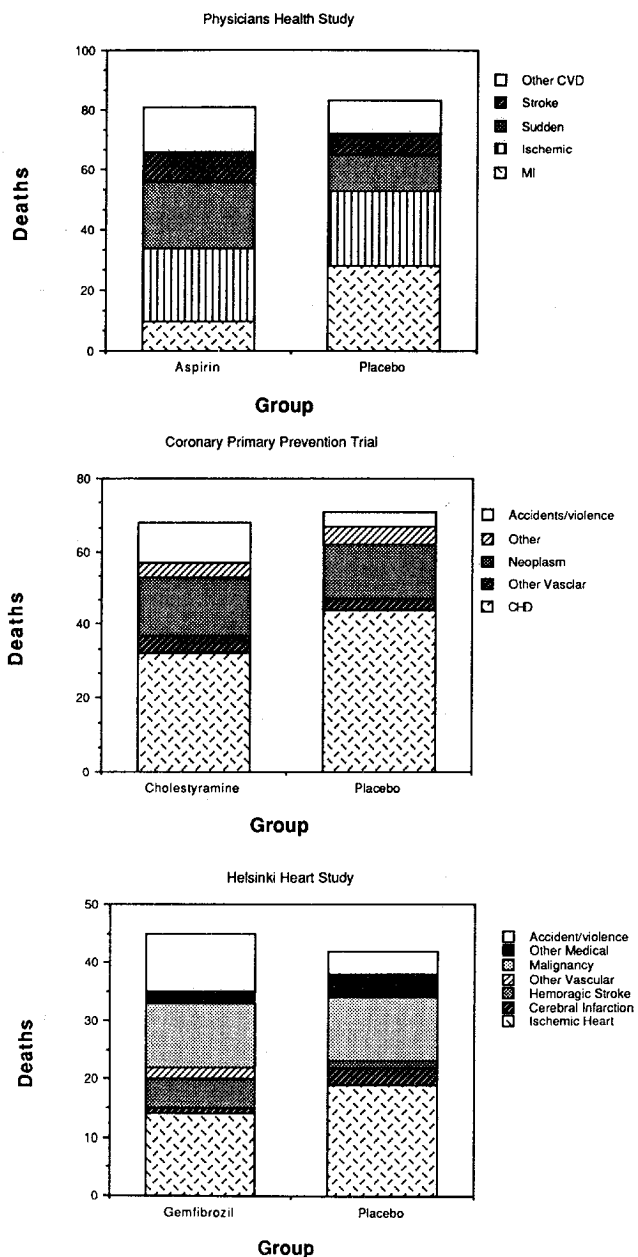 Physicians Health Study
100
80
60
40
20
0
Deaths
Other CVD
Stroke
Sudden
Ischemic
MI
Aspirin
Placebo
Group
Coronary Primary Prevention Trial
80
60
40
20
0
Deaths
Accidents/violence
Other
Neoplasm
Other Vasclar
CHD
Cholestyramine
Placebo
Group
Helsinki Heart Study
50
40
30
20
10
0
Deaths
Accident/violence
Other Medical
Malignancy
Other Vascular
Hemoragic Stroke
Cerebral Infarction
Ischemic Heart
Gemfibrozil
Placebo
Group